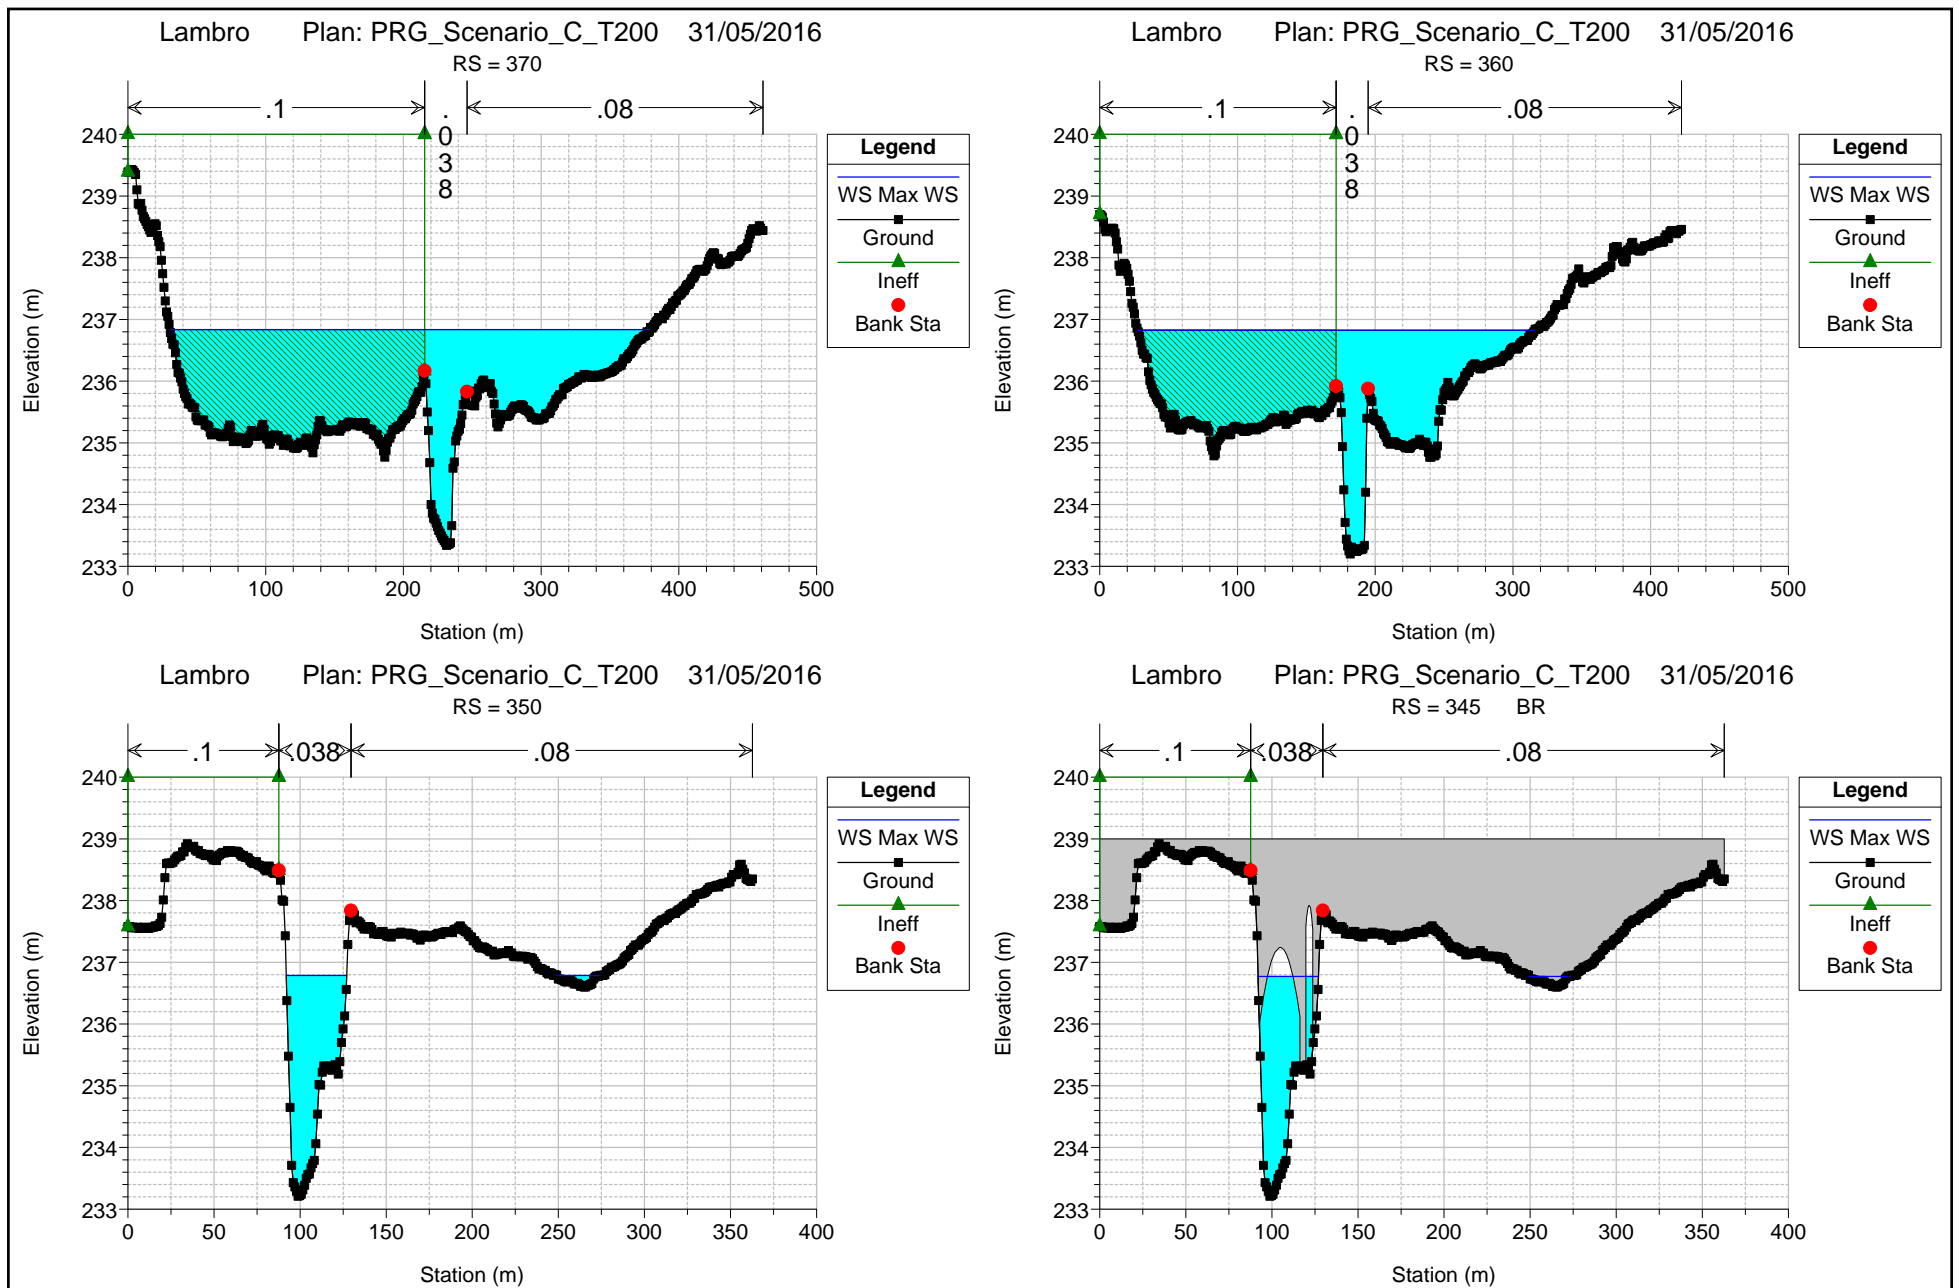 Lambro Plan: PRG_Scenario_C_T200 31/05/2016
RS = 370
.1
.038
.08
Elevation (m)
240
239
238
237
236
235
234
233
0 100 200 300 400 500
Station (m)
Legend
WS Max WS
Ground
Ineff
Bank Sta
Lambro Plan: PRG_Scenario_C_T200 31/05/2016
RS = 360
.1
.038
.08
Elevation (m)
240
239
238
237
236
235
234
233
0 100 200 300 400 500
Station (m)
Legend
WS Max WS
Ground
Ineff
Bank Sta
Lambro Plan: PRG_Scenario_C_T200 31/05/2016
RS = 350
.1 .038 .08
Elevation (m)
240
239
238
237
236
235
234
233
0 50 100 150 200 250 300 350 400
Station (m)
Legend
WS Max WS
Ground
Ineff
Bank Sta
Lambro Plan: PRG_Scenario_C_T200 31/05/2016
RS = 345 BR
.1 .038 .08
Elevation (m)
240
239
238
237
236
235
234
233
0 50 100 150 200 250 300 350 400
Station (m)
Legend
WS Max WS
Ground
Ineff
Bank Sta